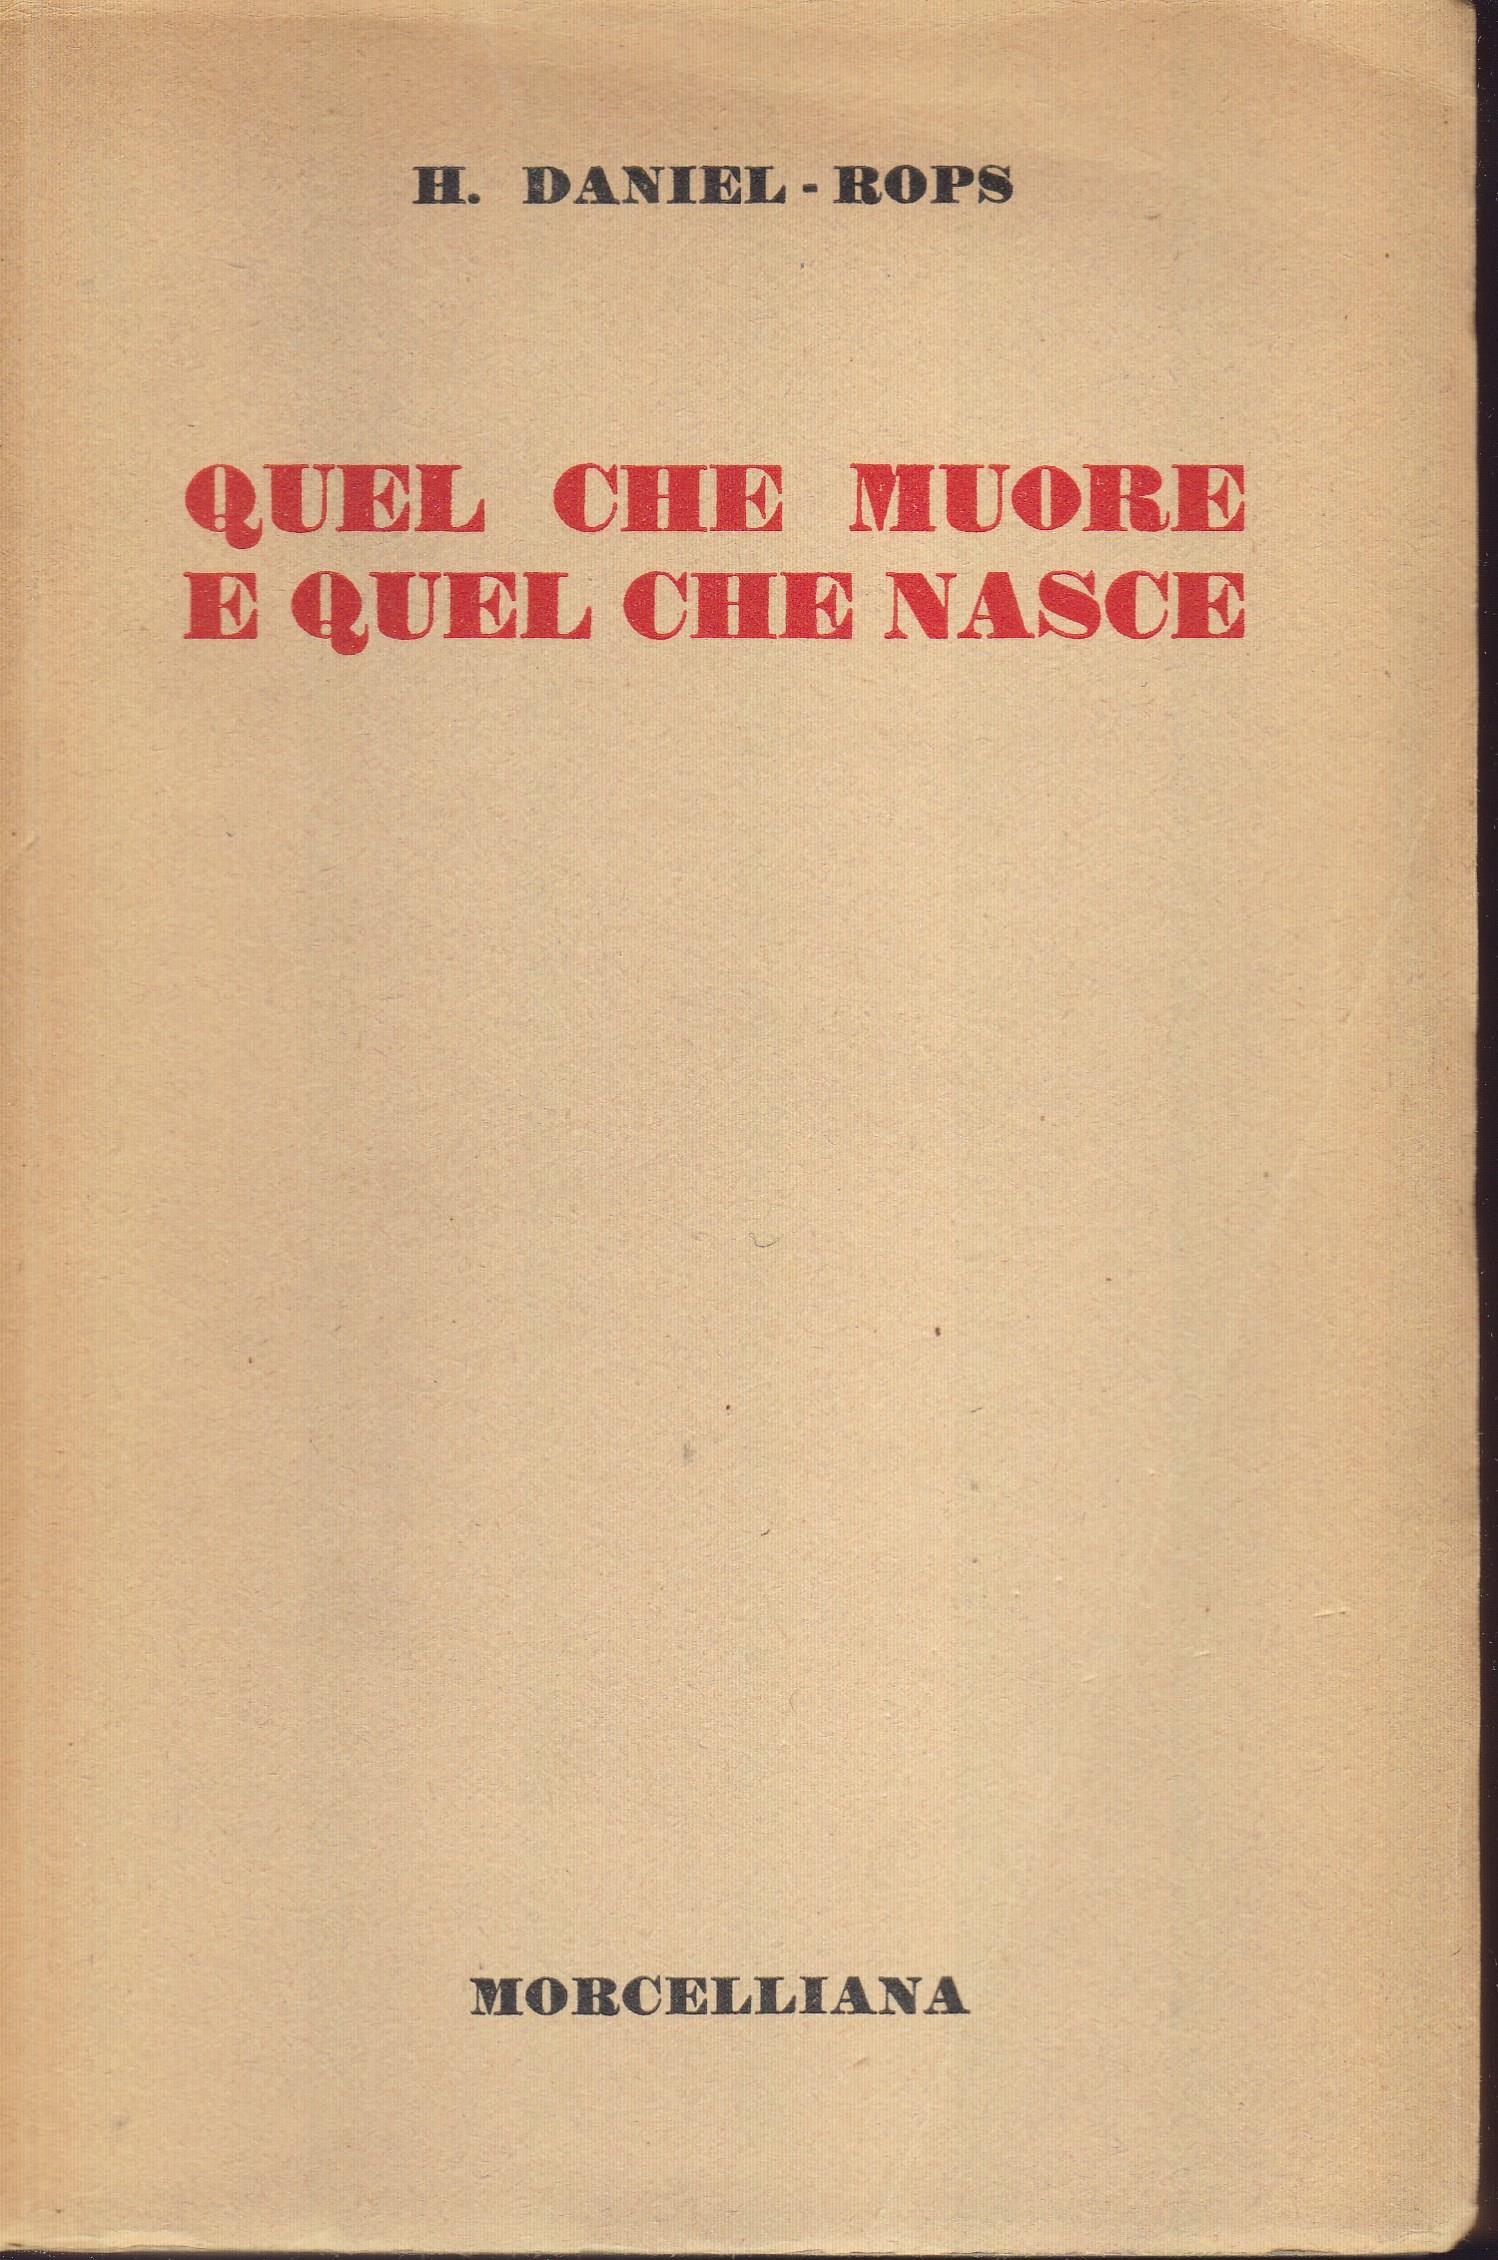 H. DANIEL-ROPS
QUEL CHE MUORE
E QUEL CHE NASCE
MORCELLIANA